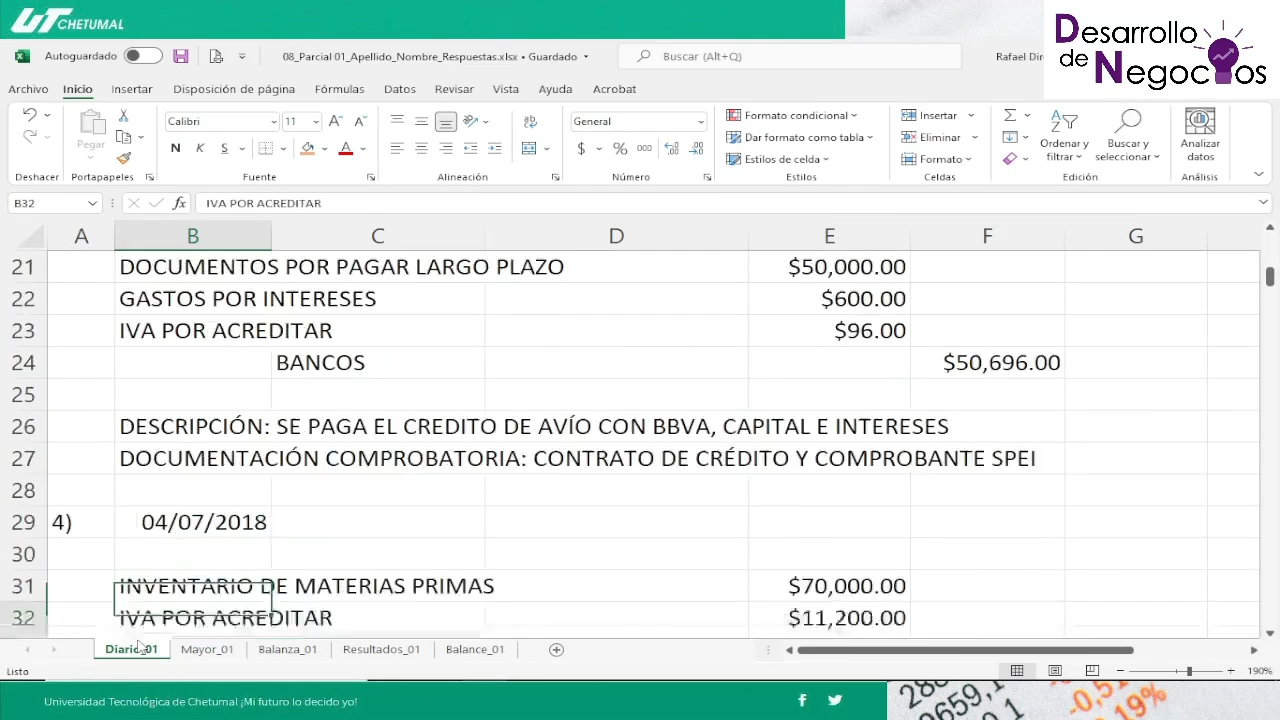 UT CHETUMAL
Desarrollo
de Negocios
Autoguardado
08_Parcial 01_Apellido_Nombre_Respuestas.xlsx • Guardado
Buscar (Alt+Q)
Rafael Dir
Archivo Inicio Insertar Disposición de página Fórmulas Datos Revisar Vista Ayuda Acrobat
Pegar
Calibri 11
N K S
General
$ % 000
Formato condicional
Dar formato como tabla
Estilos de celda
Insertar
Eliminar
Formato
Ordenar y filtrar
Buscar y seleccionar
Analizar datos
Deshacer Portapapeles Fuente Alineación Número Estilos Celdas Edición Análisis
B32 fx IVA POR ACREDITAR
A B C D E F G
21 DOCUMENTOS POR PAGAR LARGO PLAZO $50,000.00
22 GASTOS POR INTERESES $600.00
23 IVA POR ACREDITAR $96.00
24 BANCOS $50,696.00
25
26 DESCRIPCIÓN: SE PAGA EL CREDITO DE AVÍO CON BBVA, CAPITAL E INTERESES
27 DOCUMENTACIÓN COMPROBATORIA: CONTRATO DE CRÉDITO Y COMPROBANTE SPEI
28
29 4) 04/07/2018
30
31 INVENTARIO DE MATERIAS PRIMAS $70,000.00
32 IVA POR ACREDITAR $11,200.00
Diario_01 Mayor_01 Balanza_01 Resultados_01 Balance_01
Listo
190%
Universidad Tecnológica de Chetumal ¡Mi futuro lo decido yo!